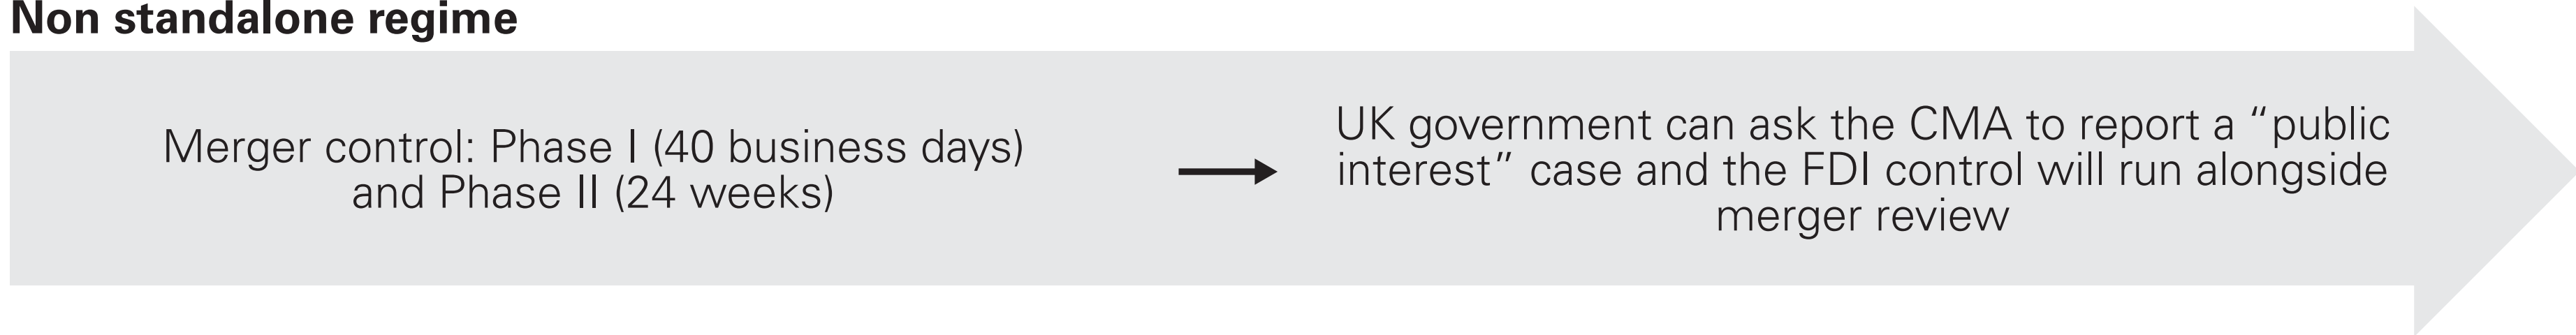 Non standalone regime
Merger control: Phase I (40 business days)
and Phase II (24 weeks)
UK government can ask the CMA to report a “public
interest” case and the FDI control will run alongside
merger review